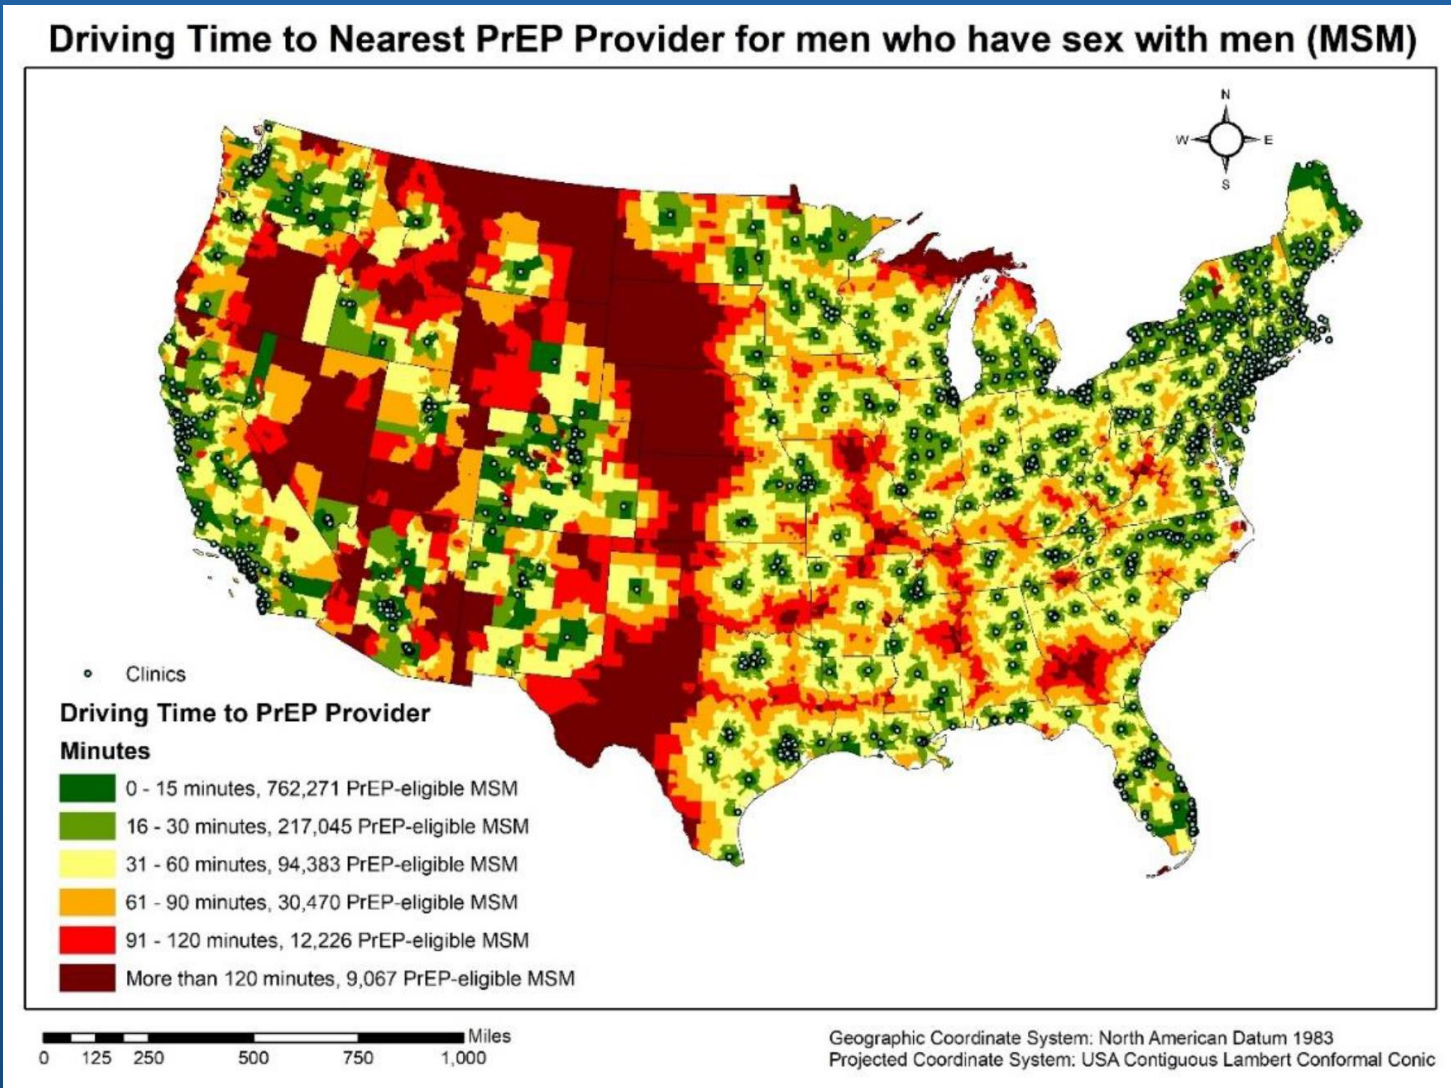 Driving Time to Nearest PrEP Provider for men who have sex with men (MSM)
N
W E
S
Clinics
Driving Time to PrEP Provider
Minutes
0 - 15 minutes, 762,271 PrEP-eligible MSM
16 - 30 minutes, 217,045 PrEP-eligible MSM
31 - 60 minutes, 94,383 PrEP-eligible MSM
61 - 90 minutes, 30,470 PrEP-eligible MSM
91 - 120 minutes, 12,226 PrEP-eligible MSM
More than 120 minutes, 9,067 PrEP-eligible MSM
Miles
0 125 250 500 750 1,000
Geographic Coordinate System: North American Datum 1983
Projected Coordinate System: USA Contiguous Lambert Conformal Conic